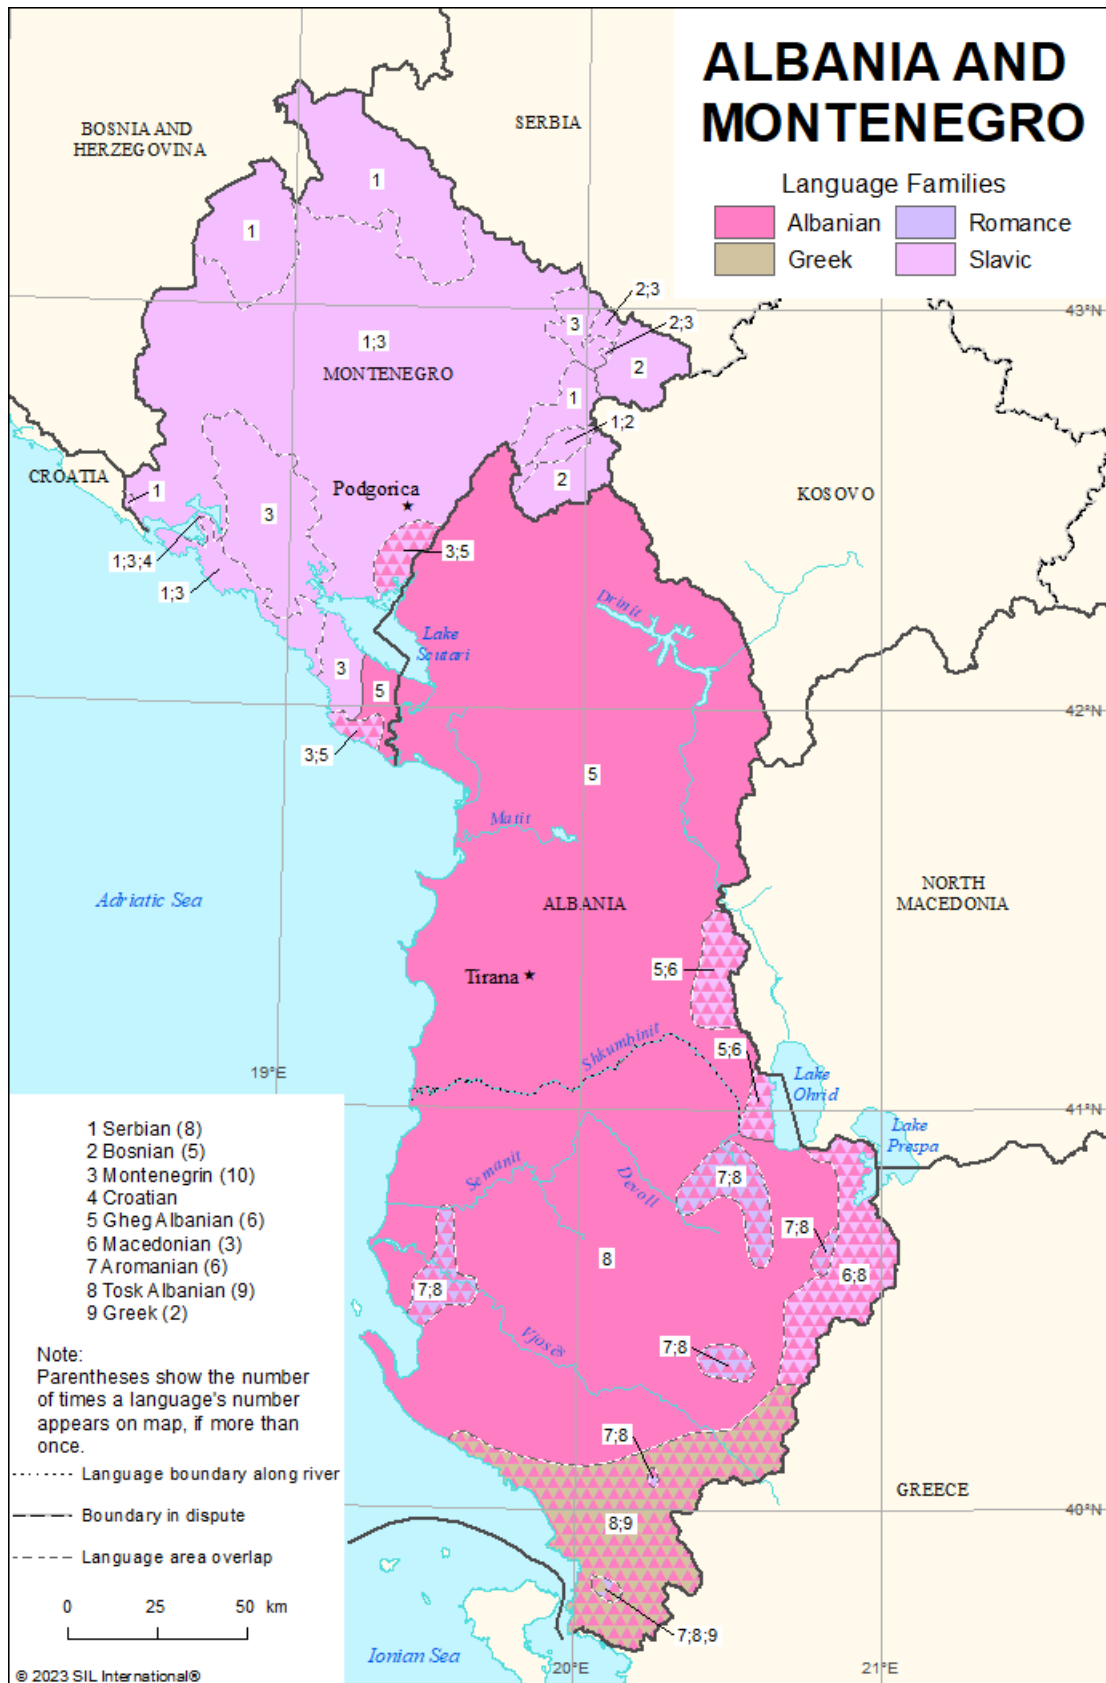 ALBANIA AND
MONTENEGRO
Language Families
Albanian
Romance
Greek
Slavic
BOSNIA AND
HERZEGOVINA
SERBIA
1
1
2;3
43°N
3
2;3
1;3
2
MONTENEGRO
1
1;2
CROATIA
2
1
Podgorica
KOSOVO
3
3;5
1;3;4
1;3
Drinit
Lake
Scutari
3
5
42°N
3;5
5
Matit
NORTH
MACEDONIA
Adriatic Sea
ALBANIA
5;6
Tirana
Shkumbinit
5;6
19°E
Lake
Ohrid
41°N
Lake
Prespa
Semanit
Devoll
7;8
7;8
8
6;8
7;8
Vjosës
7;8
7;8
GREECE
40°N
8;9
7;8;9
Ionian Sea
20°E
21°E
1 Serbian (8)
2 Bosnian (5)
3 Montenegrin (10)
4 Croatian
5 Gheg Albanian (6)
6 Macedonian (3)
7 Aromanian (6)
8 Tosk Albanian (9)
9 Greek (2)
Note:
Parentheses show the number
of times a language's number
appears on map, if more than
once.
Language boundary along river
Boundary in dispute
Language area overlap
0 25 50 km
© 2023 SIL International®